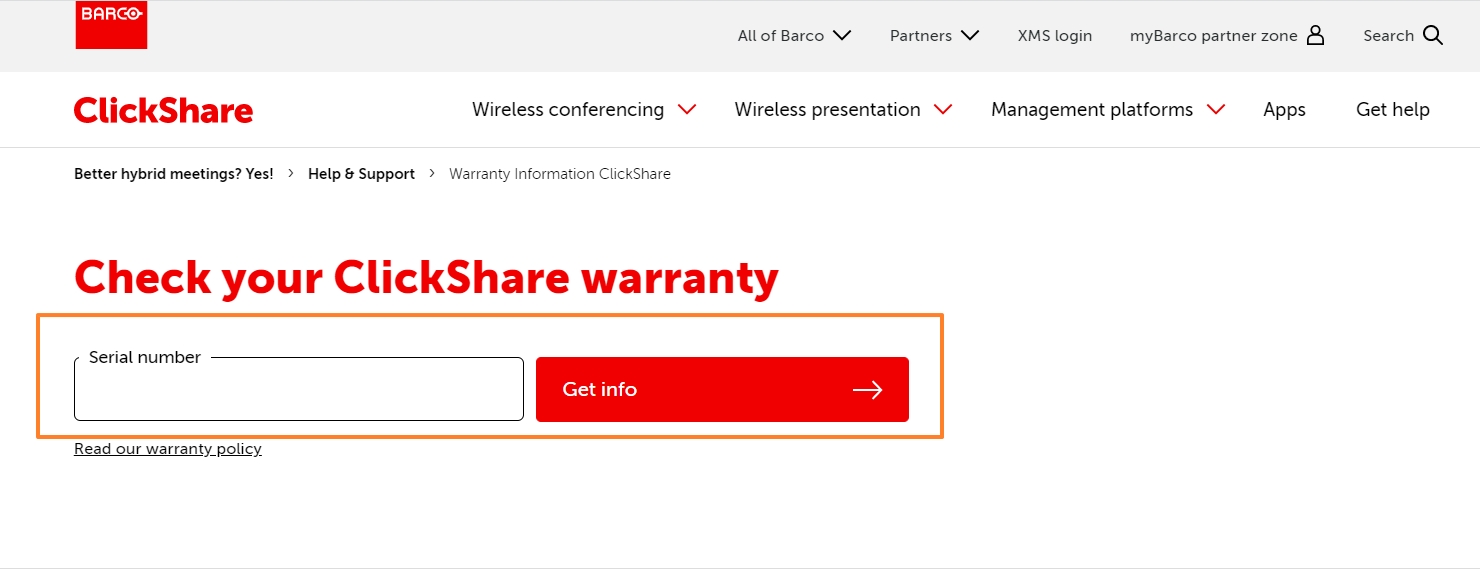 BARCO
All of Barco Partners XMS login myBarco partner zone Search
ClickShare Wireless conferencing Wireless presentation Management platforms Apps Get help
Better hybrid meetings? Yes! › Help & Support › Warranty Information ClickShare
Check your ClickShare warranty
Serial number
Get info
Read our warranty policy